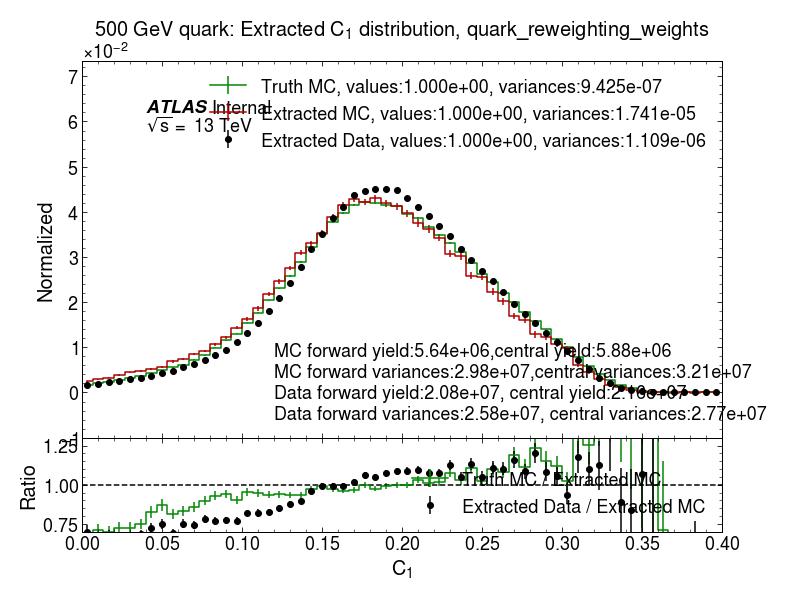 500 GeV quark: Extracted C1 distribution, quark_reweighting_weights
×10−2
Truth MC, values:1.000e+00, variances:9.425e-07
ATLAS Internal
Extracted MC, values:1.000e+00, variances:1.741e-05
√s = 13 TeV
Extracted Data, values:1.000e+00, variances:1.109e-06
7
6
5
4
3
2
1
0
Normalized
MC forward yield:5.64e+06,central yield:5.88e+06
MC forward variances:2.98e+07,central variances:3.21e+07
Data forward yield:2.08e+07, central yield:
Data forward variances:2.58e+07, central variances:2.77e+07
1.25
1.00
0.75
Ratio
Truth MC / Extracted MC
Extracted Data / Extracted MC
0.00 0.05 0.10 0.15 0.20 0.25 0.30 0.35 0.40
C1